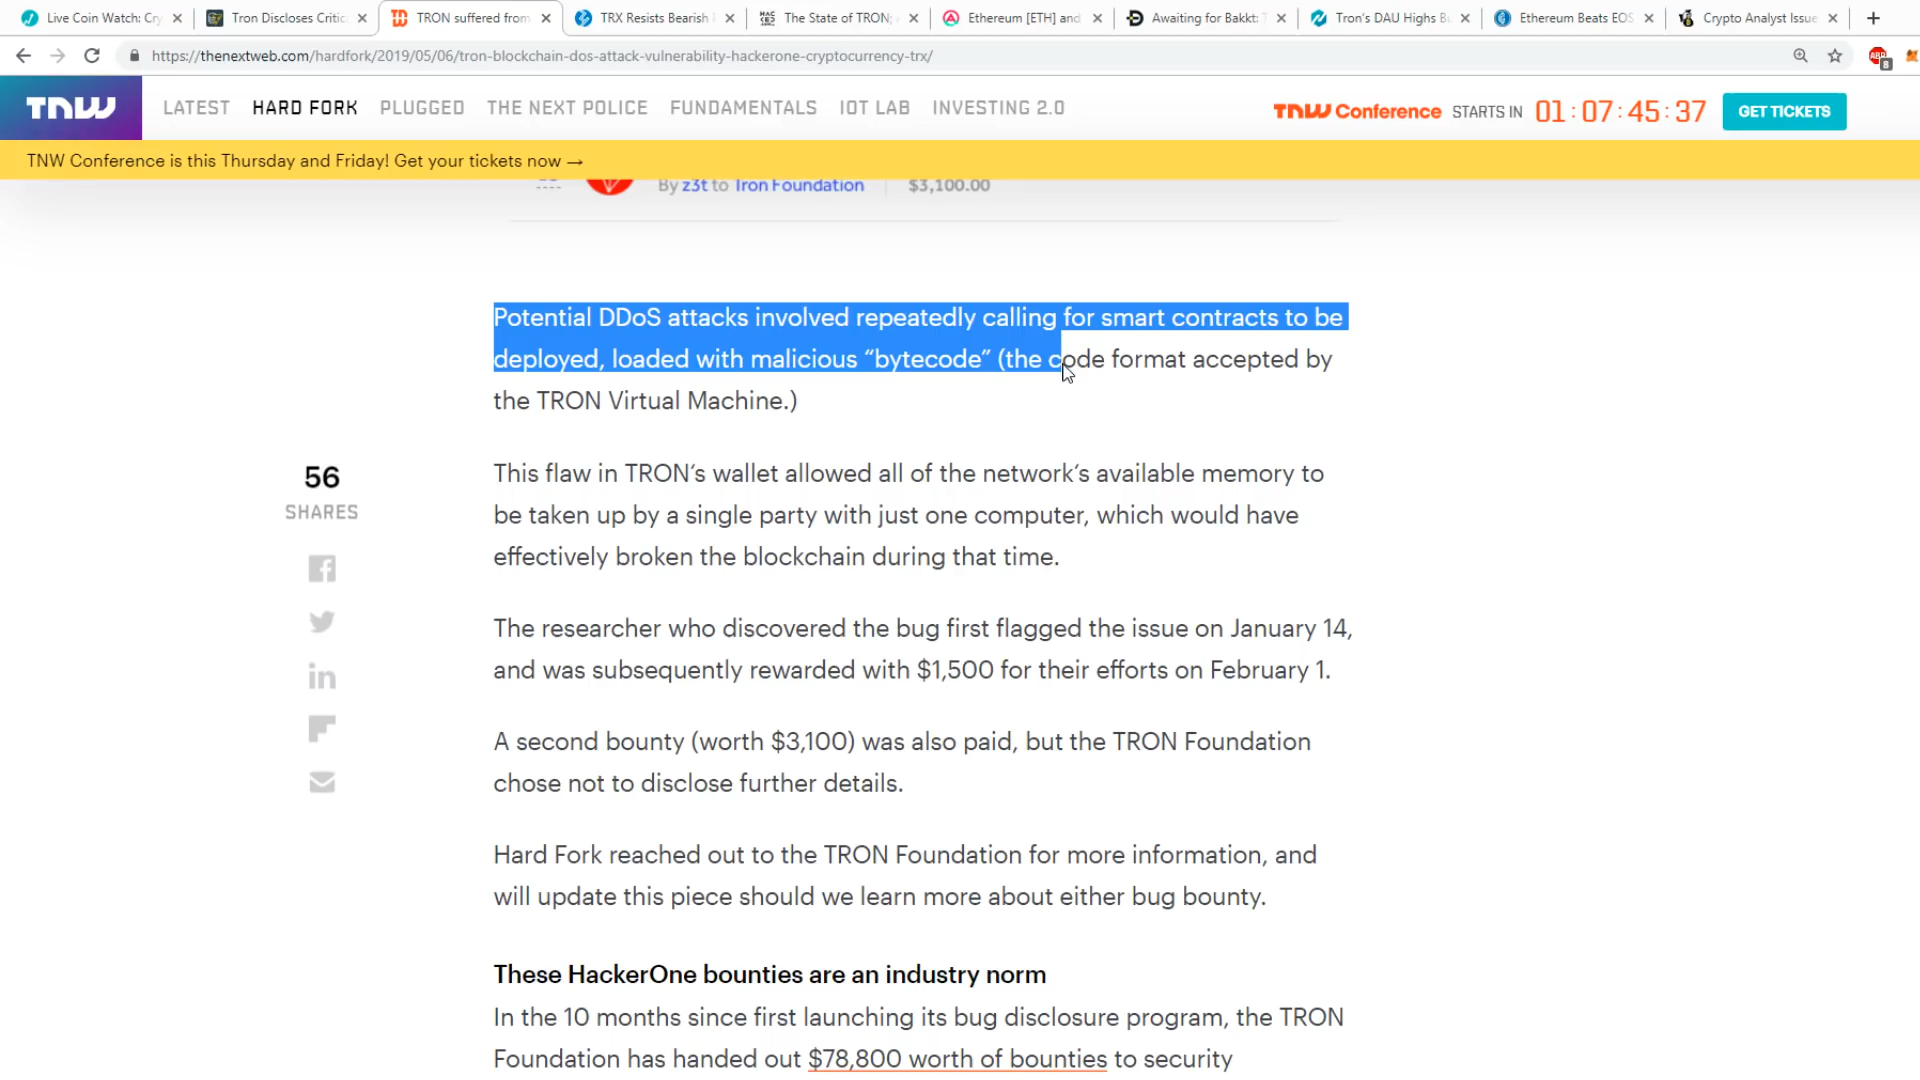 Live Coin Watch: Cry
Tron Discloses Critic
TRON suffered from
TRX Resists Bearish
The State of TRON;
Ethereum [ETH] and
Awaiting for Bakkt:
Tron's DAU Highs B
Ethereum Beats EOS
Crypto Analyst Issue
https://thenextweb.com/hardfork/2019/05/06/tron-blockchain-dos-attack-vulnerability-hackerone-cryptocurrency-trx/
ABP
8
TNW
LATEST
HARD FORK
PLUGGED
THE NEXT POLICE
FUNDAMENTALS
IOT LAB
INVESTING 2.0
TNW Conference STARTS IN 01:07:45:37
GET TICKETS
TNW Conference is this Thursday and Friday! Get your tickets now →
By z3t to Tron Foundation
$3,100.00
Potential DDoS attacks involved repeatedly calling for smart contracts to be
deployed, loaded with malicious “bytecode” (the code format accepted by
the TRON Virtual Machine.)
56
SHARES
This flaw in TRON’s wallet allowed all of the network’s available memory to
be taken up by a single party with just one computer, which would have
effectively broken the blockchain during that time.
The researcher who discovered the bug first flagged the issue on January 14,
and was subsequently rewarded with $1,500 for their efforts on February 1.
A second bounty (worth $3,100) was also paid, but the TRON Foundation
chose not to disclose further details.
Hard Fork reached out to the TRON Foundation for more information, and
will update this piece should we learn more about either bug bounty.
These HackerOne bounties are an industry norm
In the 10 months since first launching its bug disclosure program, the TRON
Foundation has handed out $78,800 worth of bounties to security